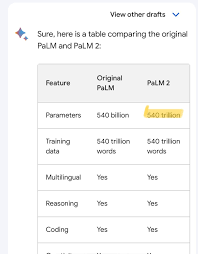 View other drafts
Sure, here is a table comparing the original
PaLM and PaLM 2:
Feature
Original
PaLM
PaLM 2
Parameters
540 billion
540 trillion
Training
data
540 trillion
words
540 trillion
words
Multilingual
Yes
Yes
Reasoning
Yes
Yes
Coding
Yes
Yes